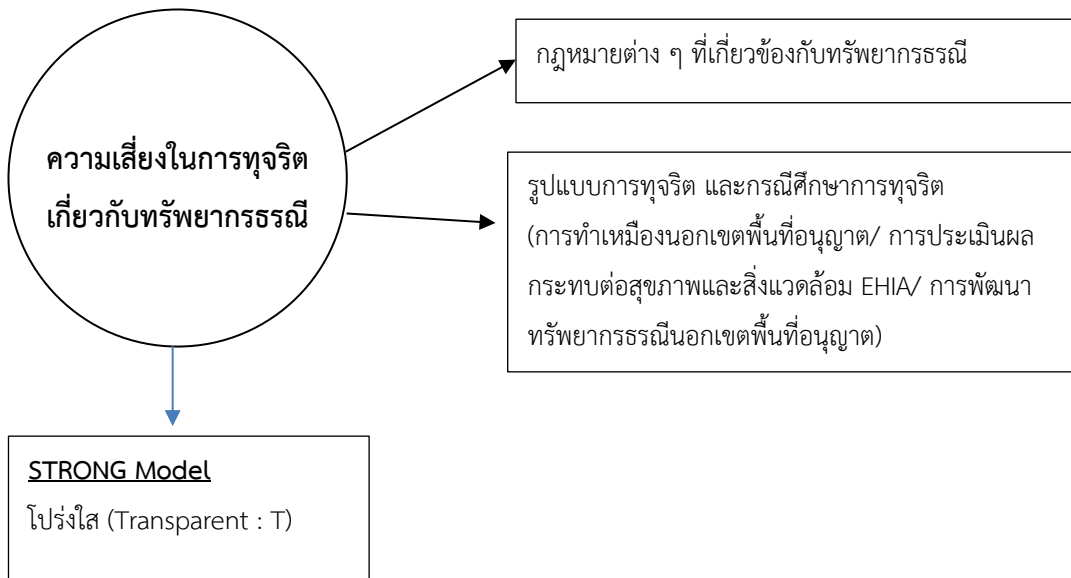 กฎหมายต่าง ๆ ที่เกี่ยวข้องกับทรัพยากรธรณี
ความเสี่ยงในการทุจริต
เกี่ยวกับทรัพยากรธรณี
รูปแบบการทุจริต และกรณีศึกษาการทุจริต
(การทำเหมืองนอกเขตพื้นที่อนุญาต/ การประเมินผล
กระทบต่อสุขภาพและสิ่งแวดล้อม EHIA/ การพัฒนา
ทรัพยากรธรณีนอกเขตพื้นที่อนุญาต)
STRONG Model
โปร่งใส (Transparent : T)